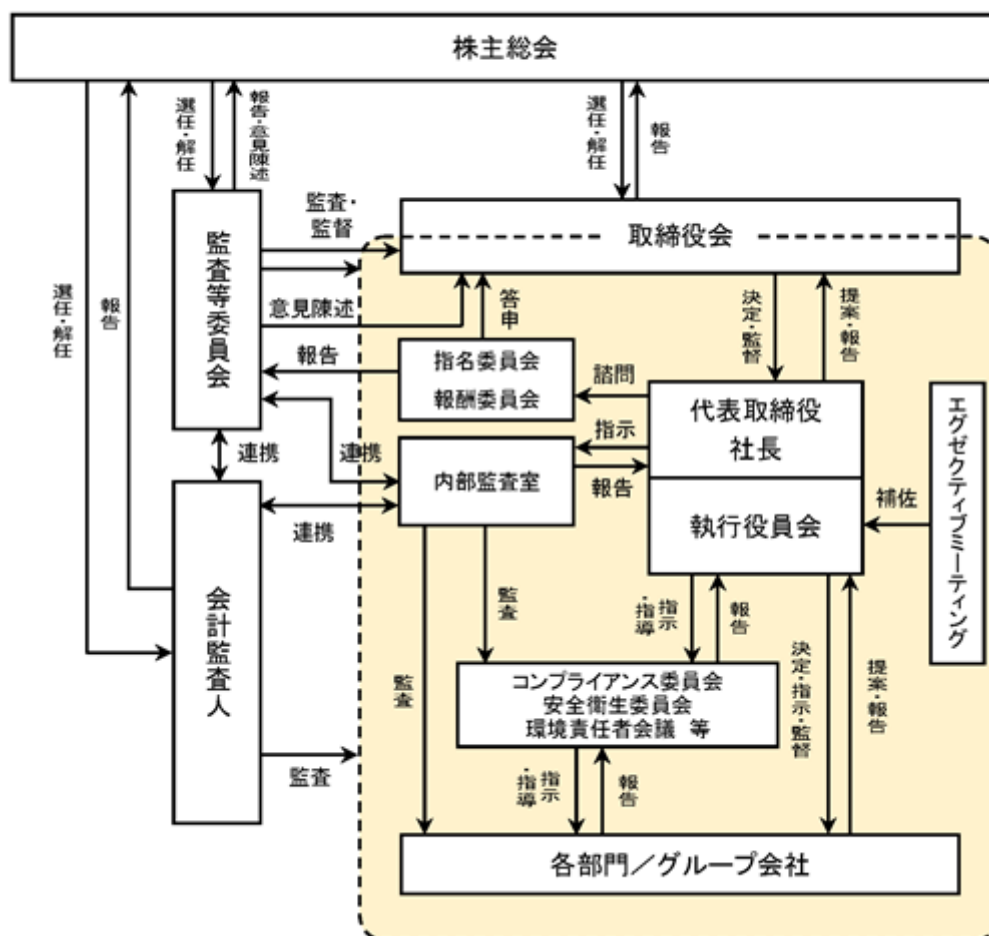 株主総会
選任・解任
報告
選任・解任
報告・意見陳述
選任・解任
報告
監査等委員会
監査・
監督
取締役会
意見陳述
答申
決定・監督
提案・報告
報告
指名委員会
報酬委員会
諮問
代表取締役
社長
指示
報告
内部監査室
連携
連携
連携
執行役員会
補佐
エグゼクティブミーティング
会計監査人
監査
監査
監査
指示
・指導
報告
コンプライアンス委員会
安全衛生委員会
環境責任者会議 等
決定・指示・監督
提案・報告
指示
・指導
報告
各部門／グループ会社